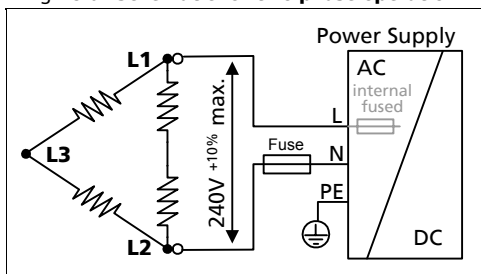 Power Supply
L1
AC
internal
fused
240V +10% max.
L
Fuse
N
L3
PE
L2
DC